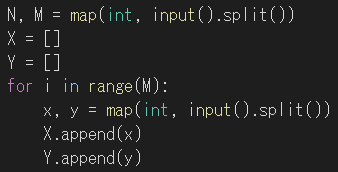 N, M = map(int, input().split())
X = []
Y = []
for i in range(M):
    x, y = map(int, input().split())
    X.append(x)
    Y.append(y)